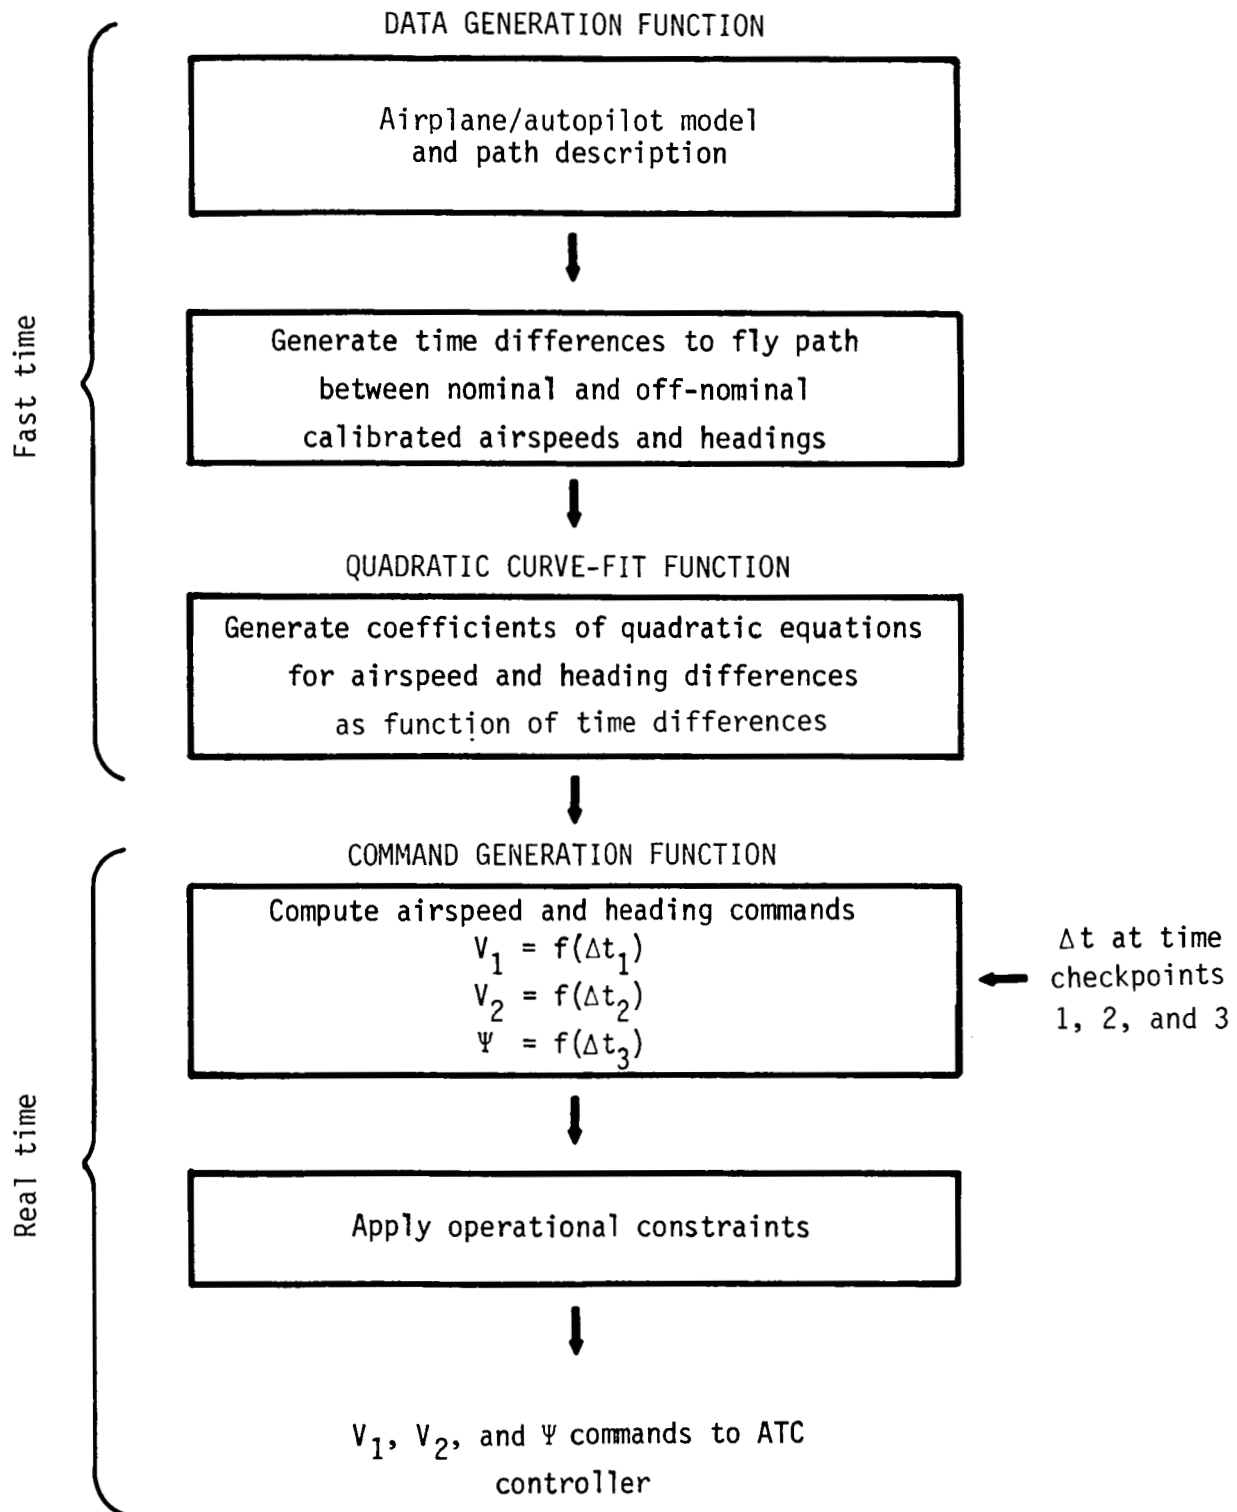 DATA GENERATION FUNCTION
Airplane/autopilot model
and path description
Fast time
Generate time differences to fly path
between nominal and off-nominal
calibrated airspeeds and headings
QUADRATIC CURVE-FIT FUNCTION
Generate coefficients of quadratic equations
for airspeed and heading differences
as function of time differences
COMMAND GENERATION FUNCTION
Compute airspeed and heading commands
V₁ = f(Δt₁)
V₂ = f(Δt₂)
Ψ = f(Δt₃)
Δt at time
checkpoints
1, 2, and 3
Real time
Apply operational constraints
V₁, V₂, and Ψ commands to ATC
controller